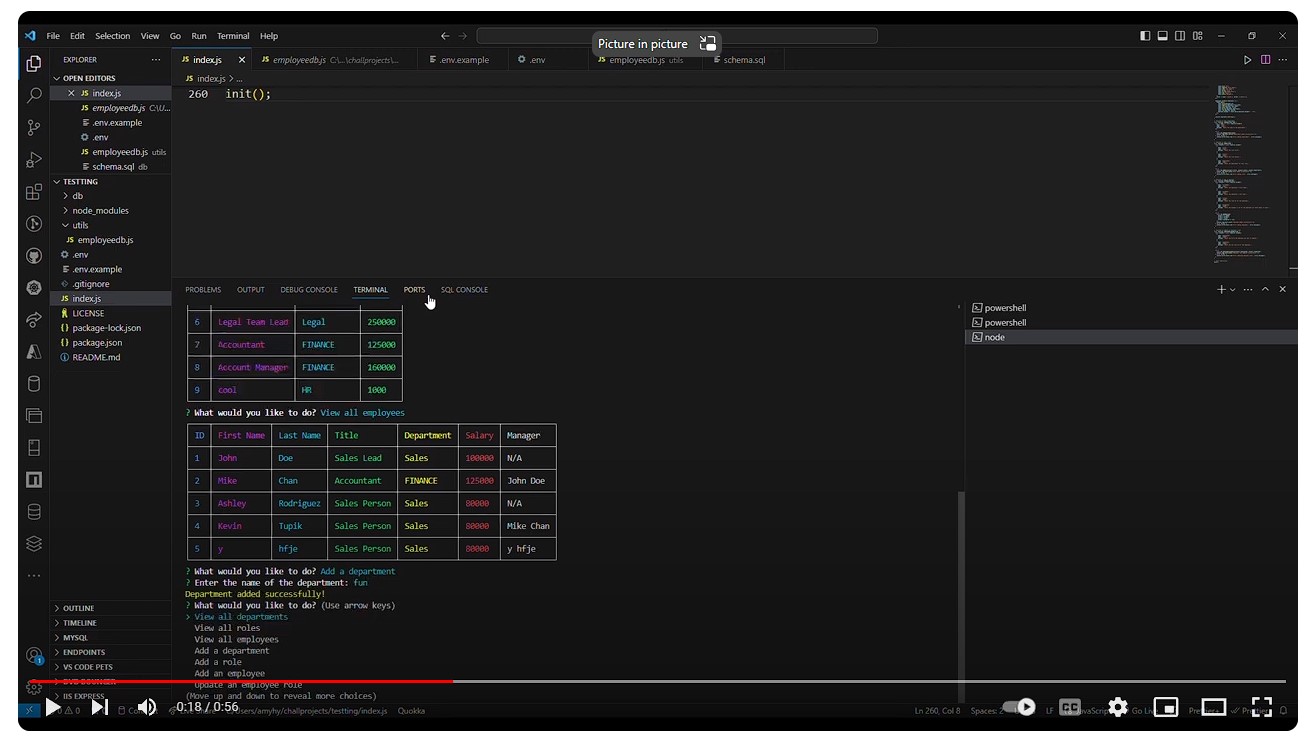 File Edit Selection View Go Run Terminal Help
Picture in picture
EXPLORER
OPEN EDITORS
JS index.js
JS employeedb.js C:\U...
.env.example
.env
JS employeedb.js utils
schema.sql db
TESTTING
db
node_modules
utils
JS employeedb.js
.env
.env.example
.gitignore
JS index.js
LICENSE
{} package-lock.json
{} package.json
README.md
OUTLINE
TIMELINE
MYSQL
ENDPOINTS
VS CODE PETS
IIS EXPRESS
JS index.js JS employeedb.js C:\...\challprojects\... .env.example .env JS employeedb.js utils schema.sql
JS index.js > ...
260 init();
PROBLEMS OUTPUT DEBUG CONSOLE TERMINAL PORTS SQL CONSOLE
powershell
powershell
node
6 Legal Team Lead Legal 250000
7 Accountant FINANCE 125000
8 Account Manager FINANCE 160000
9 cool HR 1000
? What would you like to do? View all employees
ID First Name Last Name Title Department Salary Manager
1 John Doe Sales Lead Sales 100000 N/A
2 Mike Chan Accountant FINANCE 125000 John Doe
3 Ashley Rodriguez Sales Person Sales 80000 N/A
4 Kevin Tupik Sales Person Sales 80000 Mike Chan
5 y hfje Sales Person Sales 80000 y hfje
? What would you like to do? Add a department
? Enter the name of the department: fun
Department added successfully!
? What would you like to do? (Use arrow keys)
> View all departments
View all roles
View all employees
Add a department
Add a role
Add an employee
Update an employee role
(Move up and down to reveal more choices)
0:18 / 0:56
/amyhy/challprojects/testting/index.js Quokka
Ln 260, Col 8 Spaces: 2 LF CC JavaScript Go Live Prettier
1